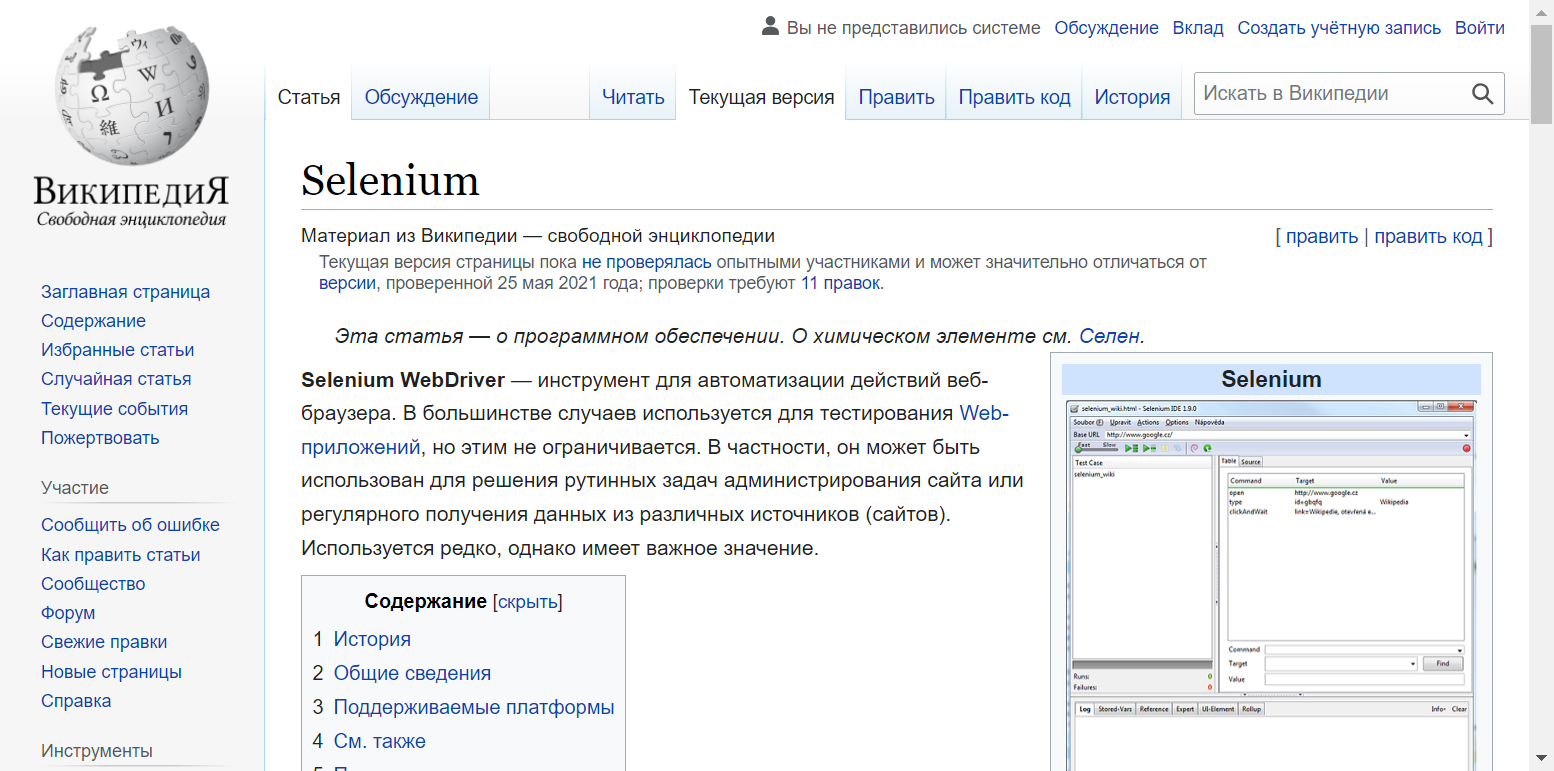 Вы не представились системе Обсуждение Вклад Создать учётную запись Войти
Статья Обсуждение Читать Текущая версия Править Править код История Искать в Википедии
Ω W И 維
ВикипедиЯ
Свободная энциклопедия
Заглавная страница
Содержание
Избранные статьи
Случайная статья
Текущие события
Пожертвовать
Участие
Сообщить об ошибке
Как править статьи
Сообщество
Форум
Свежие правки
Новые страницы
Справка
Инструменты
Selenium
Материал из Википедии — свободной энциклопедии [ править | править код ]
Текущая версия страницы пока не проверялась опытными участниками и может значительно отличаться от
версии, проверенной 25 мая 2021 года; проверки требуют 11 правок.
Эта статья — о программном обеспечении. О химическом элементе см. Селен.
Selenium WebDriver — инструмент для автоматизации действий веб-
браузера. В большинстве случаев используется для тестирования Web-
приложений, но этим не ограничивается. В частности, он может быть
использован для решения рутинных задач администрирования сайта или
регулярного получения данных из различных источников (сайтов).
Используется редко, однако имеет важное значение.
Содержание [скрыть]
1 История
2 Общие сведения
3 Поддерживаемые платформы
4 См. также
Selenium
selenium_wiki.html - Selenium IDE 1.9.0
Soubor (F) Upravit Actions Options Nápověda
Base URL http://www.google.cz/
Fast Slow
Test Case
selenium_wiki
Table Source
Command Target Value
open http://www.google.cz
type id=gbqfq Wikipedia
clickAndWait link=Wikipedie, otevřená e...
Command
Target Find
Value
Runs: 0
Failures: 0
Log Stored-Vars Reference Expert UI-Element Rollup Info Clear